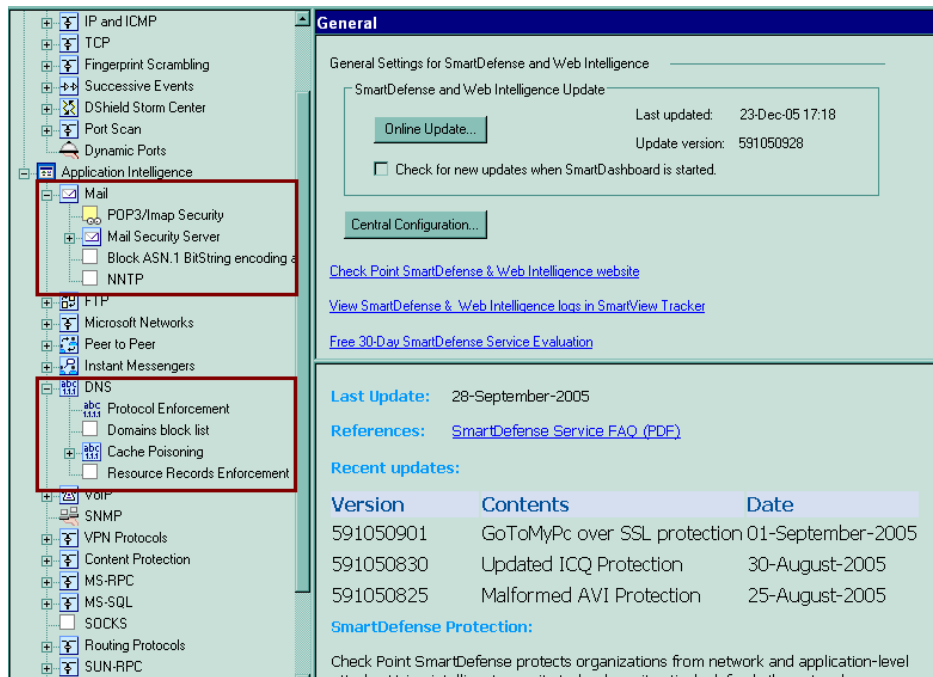 IP and ICMP
TCP
Fingerprint Scrambling
Successive Events
DShield Storm Center
Port Scan
Dynamic Ports
Application Intelligence
Mail
POP3/Imap Security
Mail Security Server
Block ASN.1 BitString encoding a
NNTP
FTP
Microsoft Networks
Peer to Peer
Instant Messengers
DNS
Protocol Enforcement
Domains block list
Cache Poisoning
Resource Records Enforcement
VoIP
SNMP
VPN Protocols
Content Protection
MS-RPC
MS-SQL
SOCKS
Routing Protocols
SUN-RPC
General
General Settings for SmartDefense and Web Intelligence
SmartDefense and Web Intelligence Update
Online Update...
Last updated: 23-Dec-05 17:18
Update version: 591050928
Check for new updates when SmartDashboard is started.
Central Configuration...
Check Point SmartDefense & Web Intelligence website
View SmartDefense & Web Intelligence logs in SmartView Tracker
Free 30-Day SmartDefense Service Evaluation
Last Update: 28-September-2005
References: SmartDefense Service FAQ (PDF)
Recent updates:
Version Contents Date
591050901 GoToMyPc over SSL protection 01-September-2005
591050830 Updated ICQ Protection 30-August-2005
591050825 Malformed AVI Protection 25-August-2005
SmartDefense Protection:
Check Point SmartDefense protects organizations from network and application-level